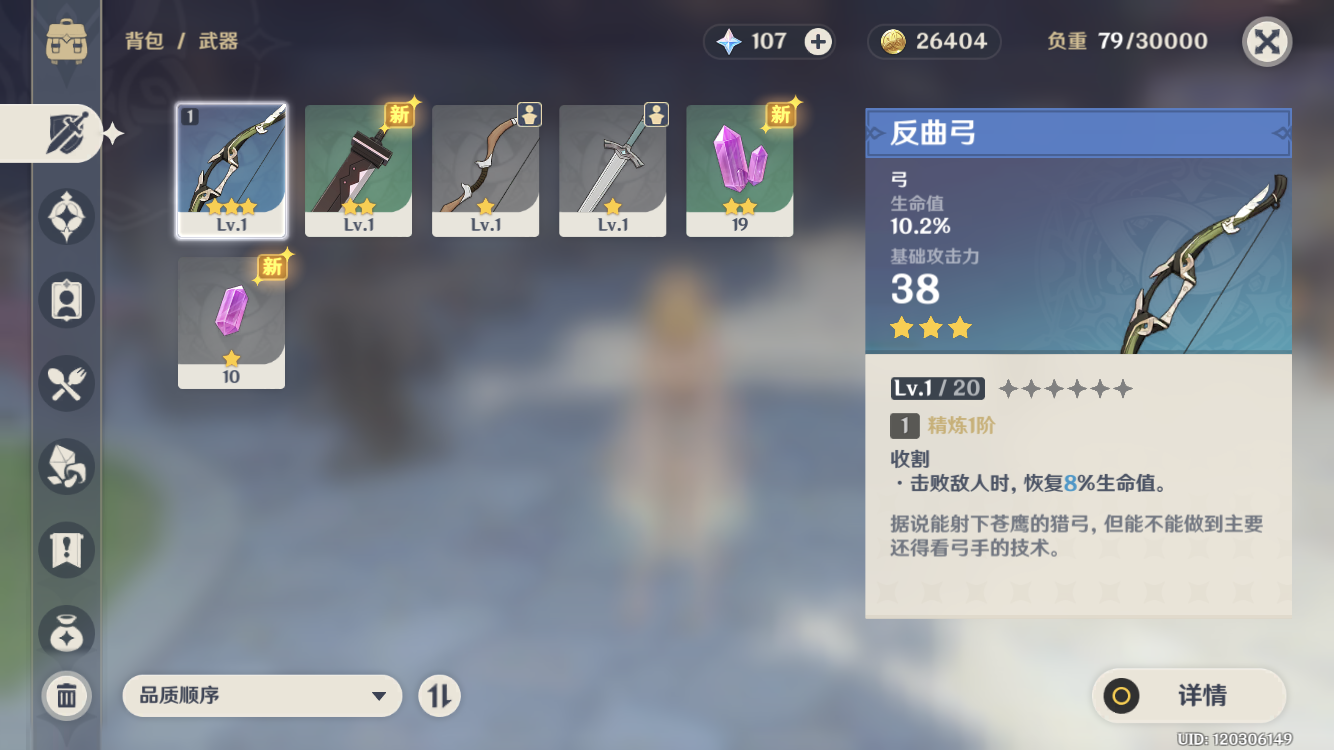 背包 / 武器
107
26404
负重 79/30000
1
新
新
Lv.1
Lv.1
Lv.1
Lv.1
19
新
10
反曲弓
弓
生命值
10.2%
基础攻击力
38
Lv.1 / 20
1 精炼1阶
收割
·击败敌人时, 恢复8%生命值。
据说能射下苍鹰的猎弓, 但能不能做到主要
还得看弓手的技术。
品质顺序
详情
UID: 120306149